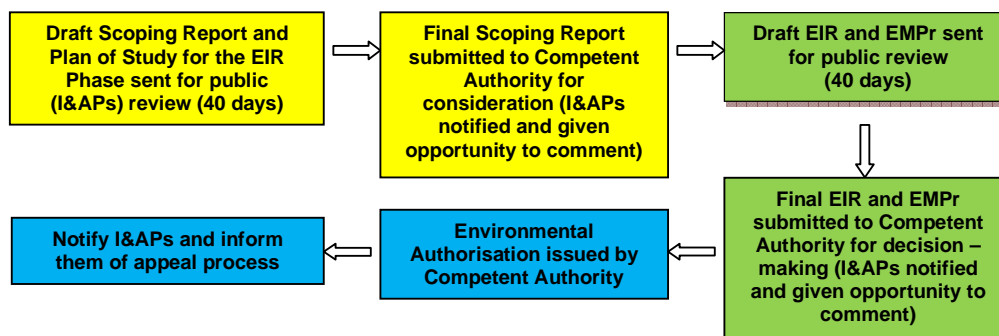 Draft Scoping Report and
Plan of Study for the EIR
Phase sent for public
(I&APs) review (40 days)
Final Scoping Report
submitted to Competent
Authority for
consideration (I&APs
notified and given
opportunity to comment)
Draft EIR and EMPr sent
for public review
(40 days)
Final EIR and EMPr
submitted to Competent
Authority for decision –
making (I&APs notified
and given opportunity to
comment)
Environmental
Authorisation issued by
Competent Authority
Notify I&APs and inform
them of appeal process